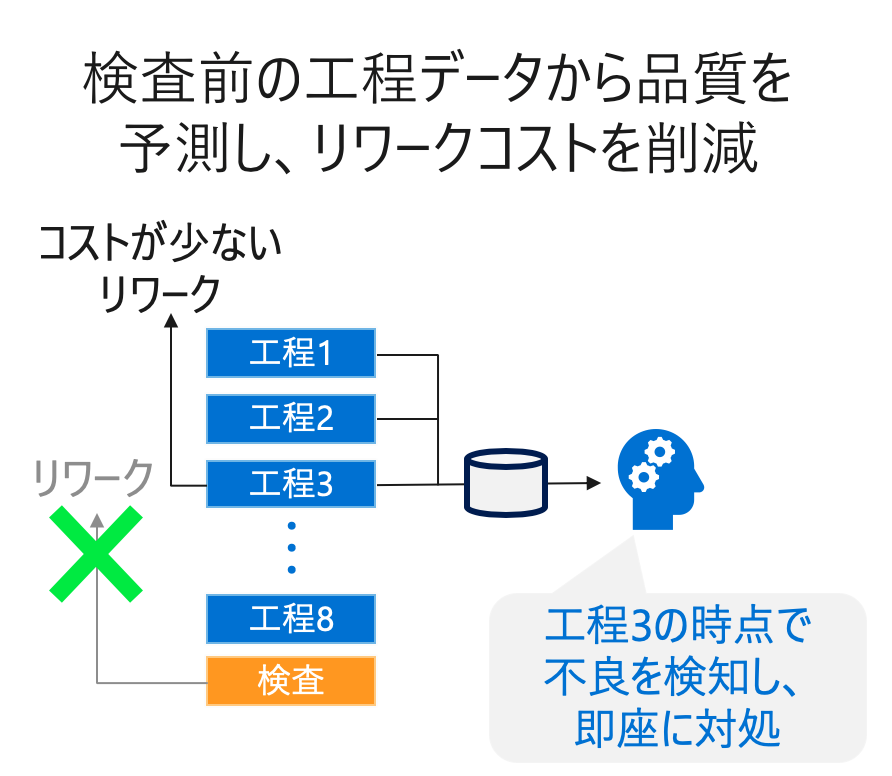 検査前の工程データから品質を
予測し、リワークコストを削減
コストが少ない
リワーク
工程1
工程2
工程3
リワーク
工程8
検査
工程3の時点で
不良を検知し、
即座に対処